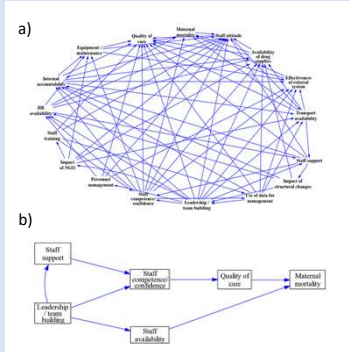 a)
Maternal
mortality
Quality of
care
Staff attitude
Equipment
maintenance
Availability
of drug
supplies
Internal
accountability
Effectiveness
of referral
system
HR
availability
Transport
availability
Staff
training
Staff support
Impact
of NGO
Impact of
structural changes
Personnel
management
Use of data for
management
Staff
competence/
confidence
Leadership /
team building
b)
Staff
support
Staff
competence/
confidence
Quality of
care
Maternal
mortality
Leadership /
team
building
Staff
availability